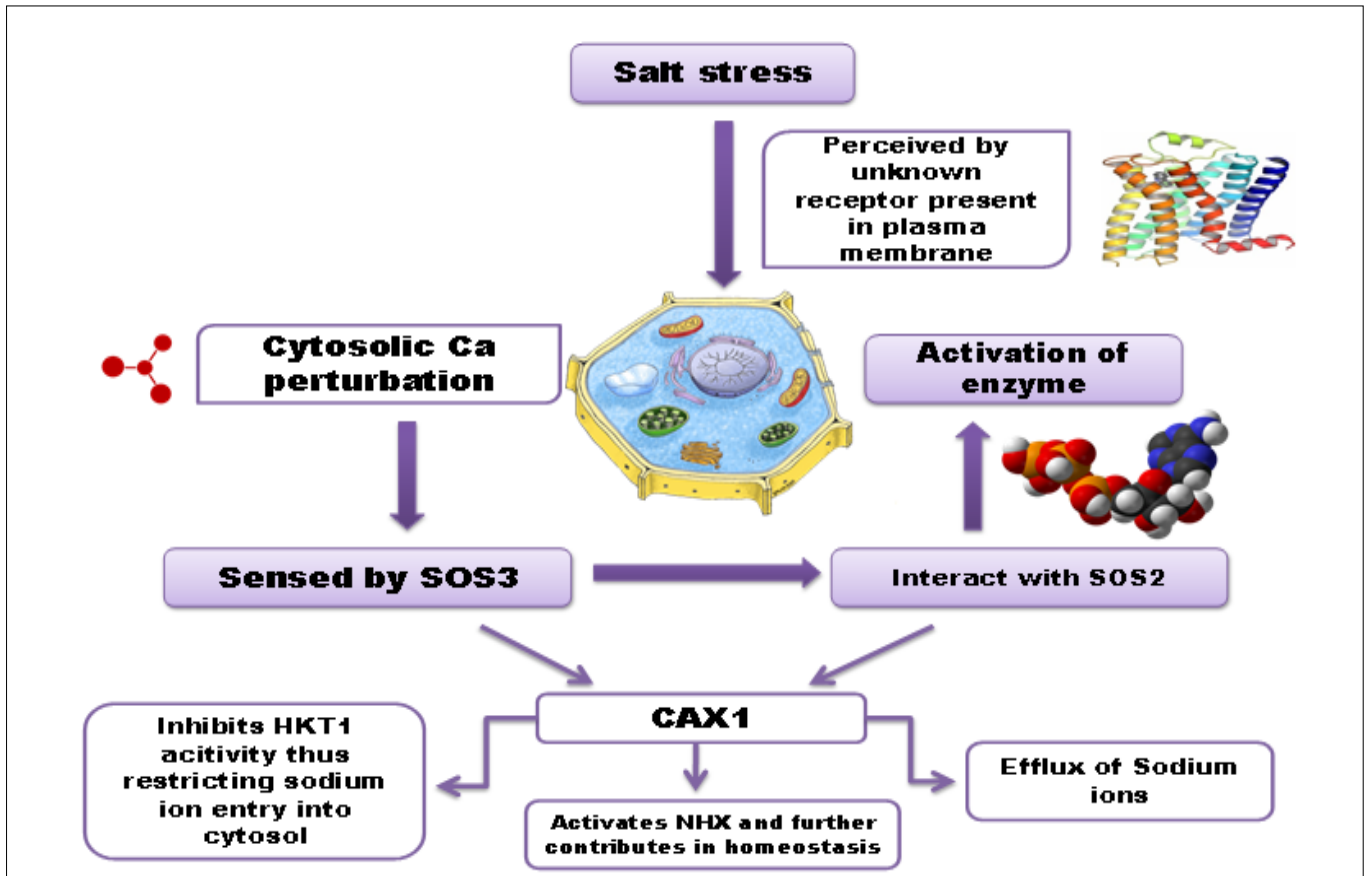 Salt stress
Perceived by
unknown
receptor present
in plasma
membrane
Cytosolic Ca
perturbation
Activation of
enzyme
Sensed by SOS3
Interact with SOS2
CAX1
Inhibits HKT1
acitivity thus
restricting sodium
ion entry into
cytosol
Activates NHX and further
contributes in homeostasis
Efflux of Sodium
ions